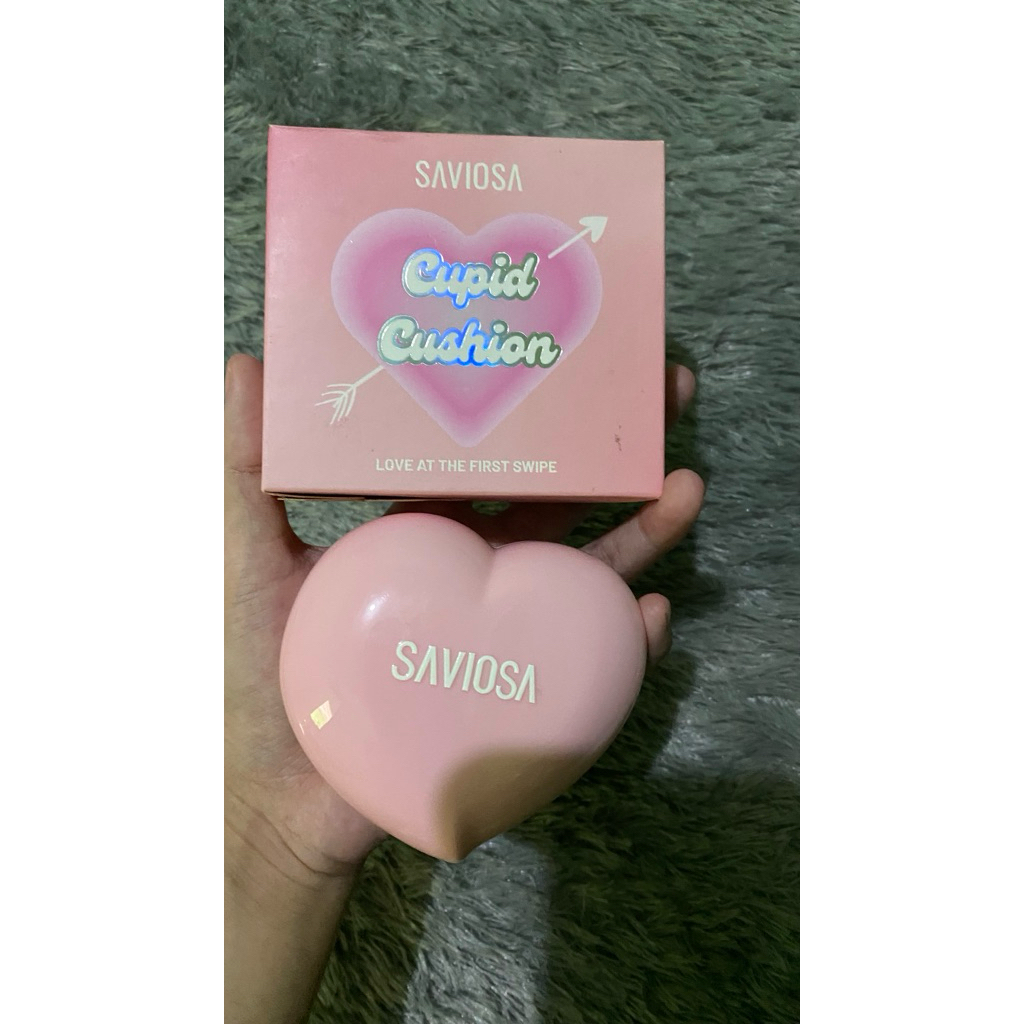 SAVIOSA
Cupid
Cushion
LOVE AT THE FIRST SWIPE
SAVIOSA